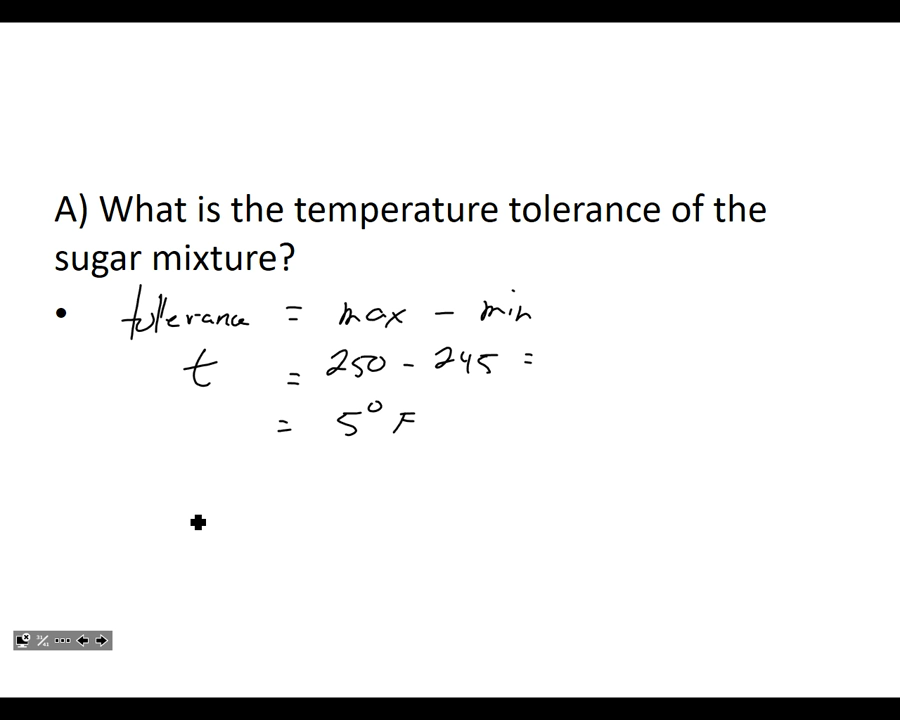 A) What is the temperature tolerance of the
sugar mixture?
• tollerance = max - min
t = 250 - 245 =
= 5° F